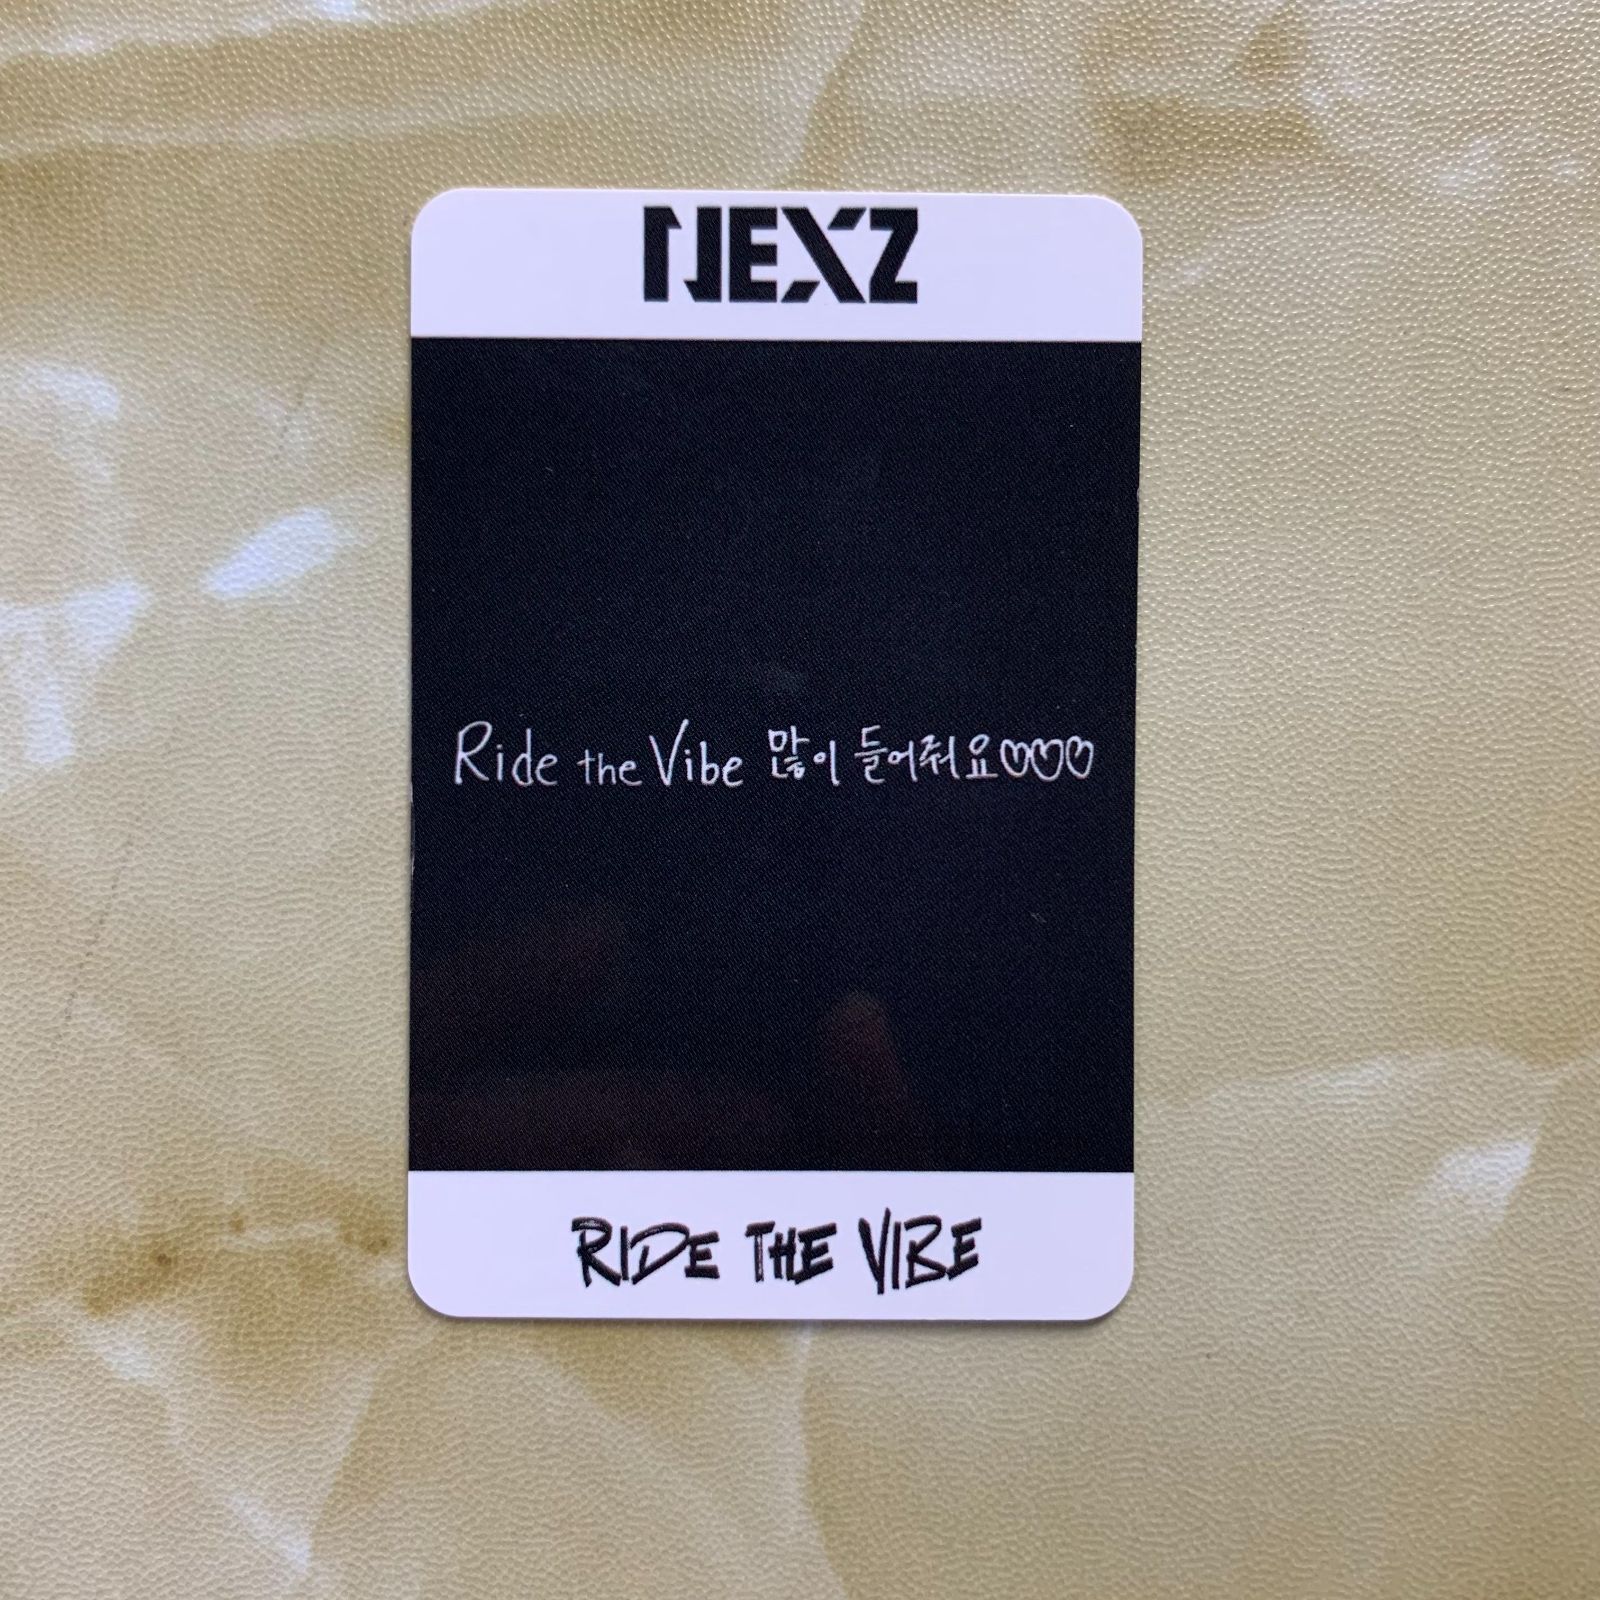 NEXZ
Ride the Vibe 많이 들어줘요♡♡♡
RIDE THE VIBE